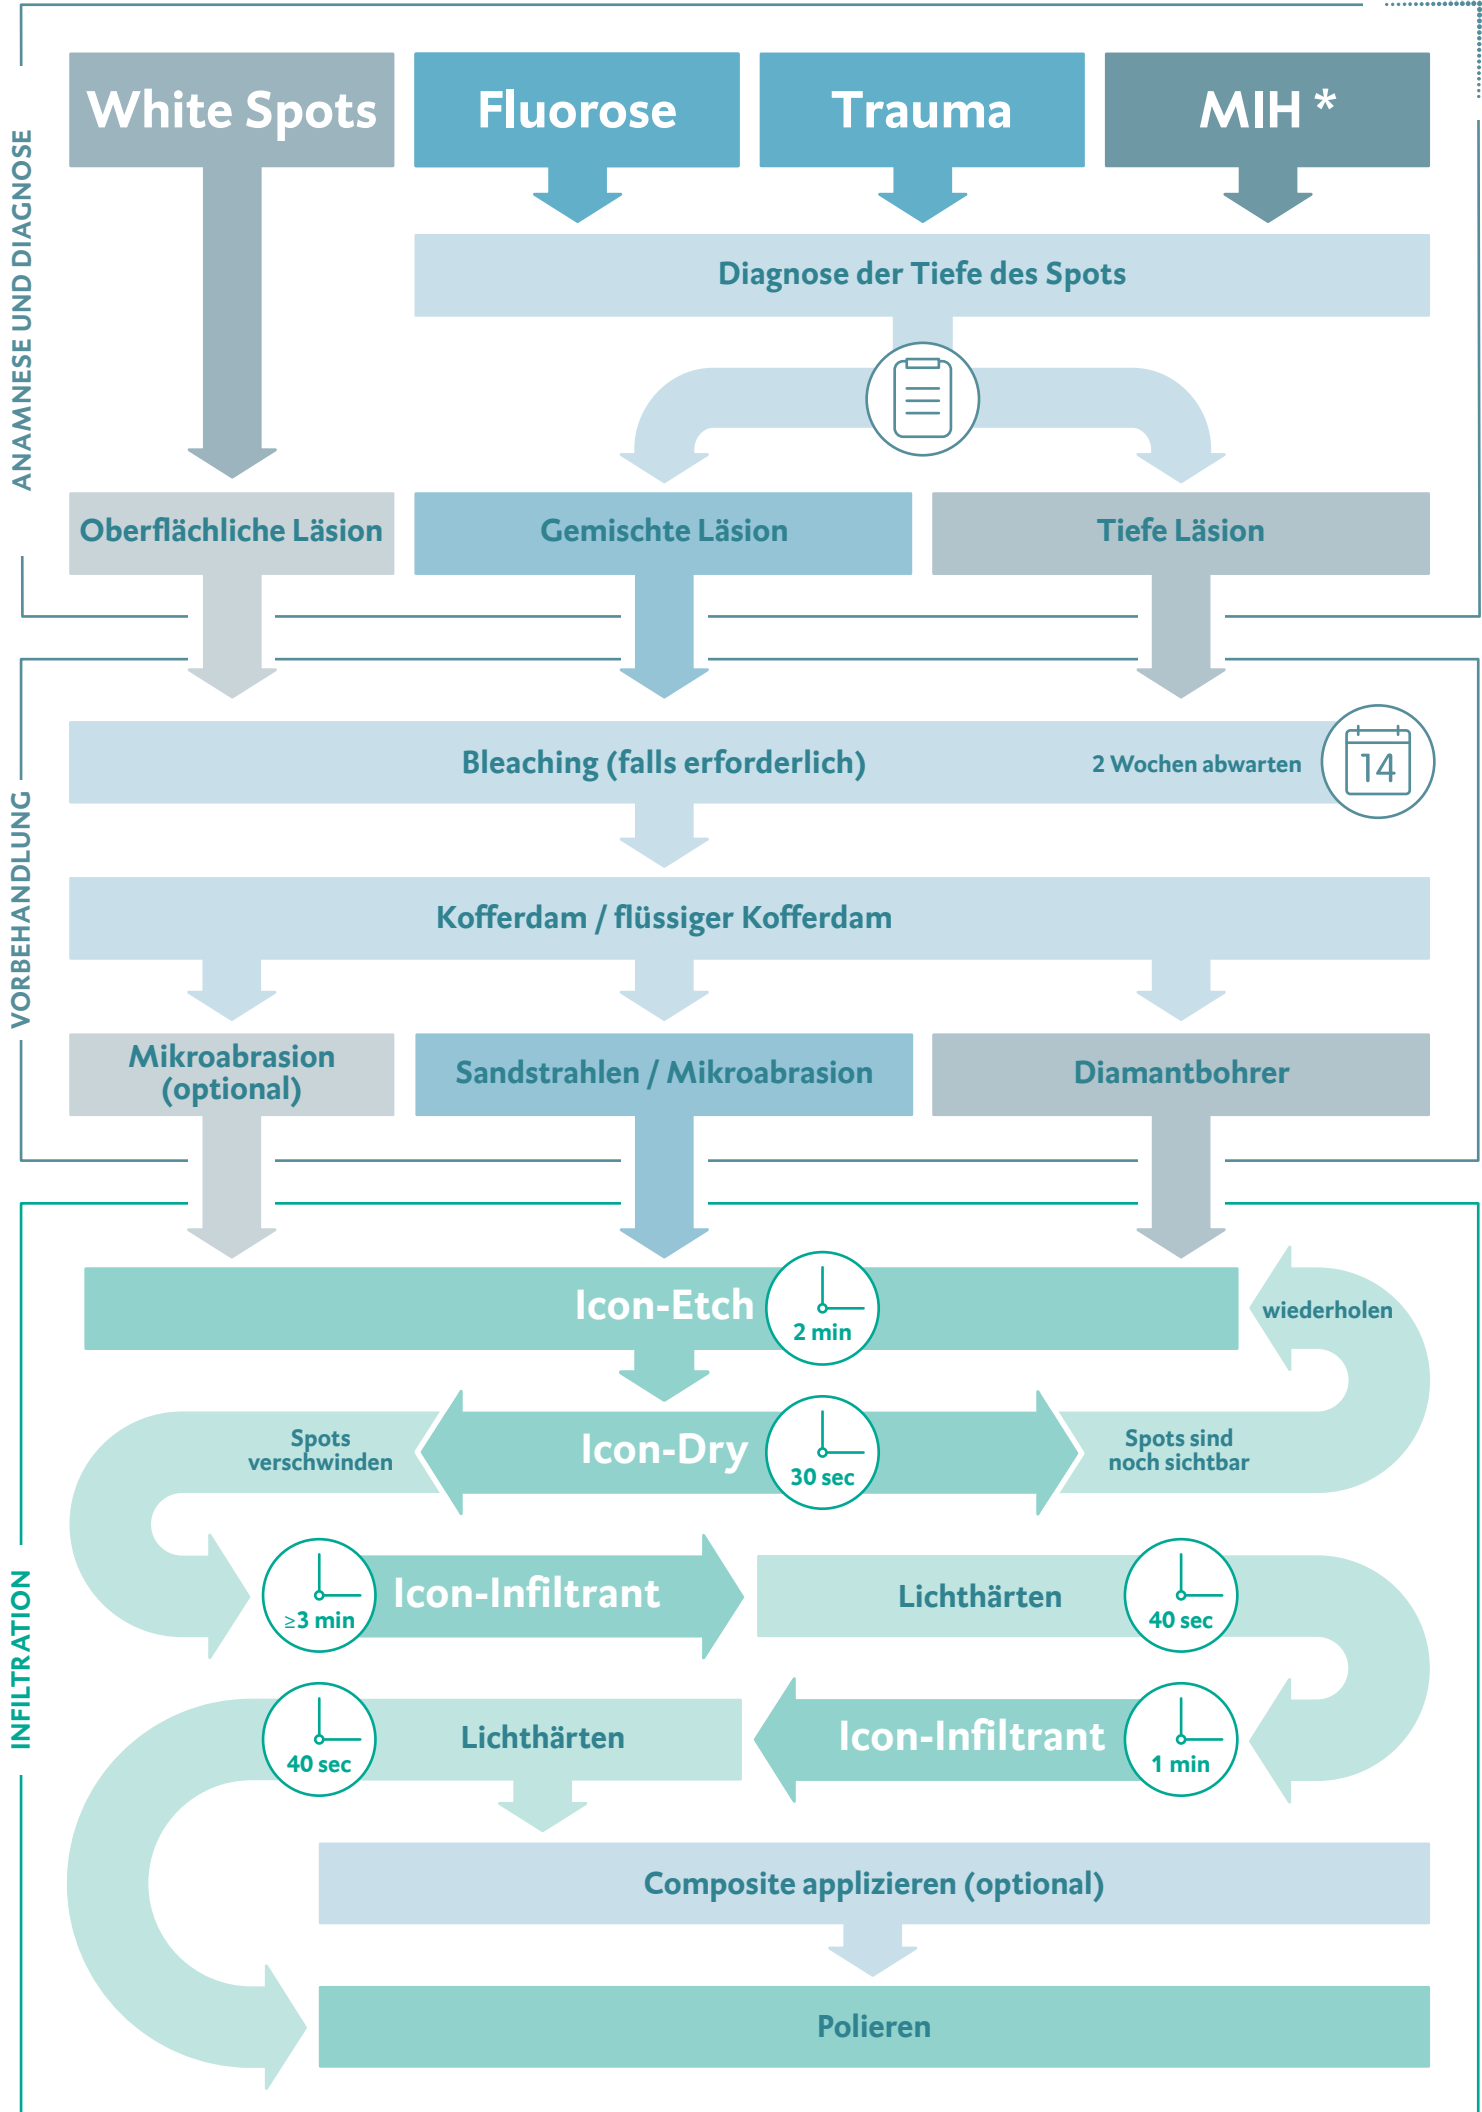 ANAMNESE UND DIAGNOSE
White Spots
Fluorose
Trauma
MIH *
Diagnose der Tiefe des Spots
Oberflächliche Läsion
Gemischte Läsion
Tiefe Läsion
VORBEHANDLUNG
Bleaching (falls erforderlich)
2 Wochen abwarten
14
Kofferdam / flüssiger Kofferdam
Mikroabrasion
(optional)
Sandstrahlen / Mikroabrasion
Diamantbohrer
INFILTRATION
Icon-Etch
2 min
wiederholen
Spots
verschwinden
Icon-Dry
30 sec
Spots sind
noch sichtbar
≥3 min
Icon-Infiltrant
Lichthärten
40 sec
40 sec
Lichthärten
Icon-Infiltrant
1 min
Composite applizieren (optional)
Polieren